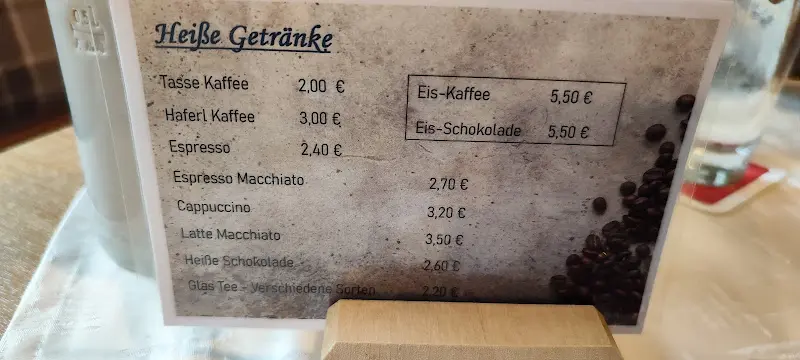 Heiße Getränke
Tasse Kaffee 2,00 €
Haferl Kaffee 3,00 €
Espresso 2,40 €
Eis-Kaffee 5,50 €
Eis-Schokolade 5,50 €
Espresso Macchiato 2,70 €
Cappuccino 3,20 €
Latte Macchiato 3,50 €
Heiße Schokolade 2,60 €
Glas Tee - verschiedene Sorten 2,20 €